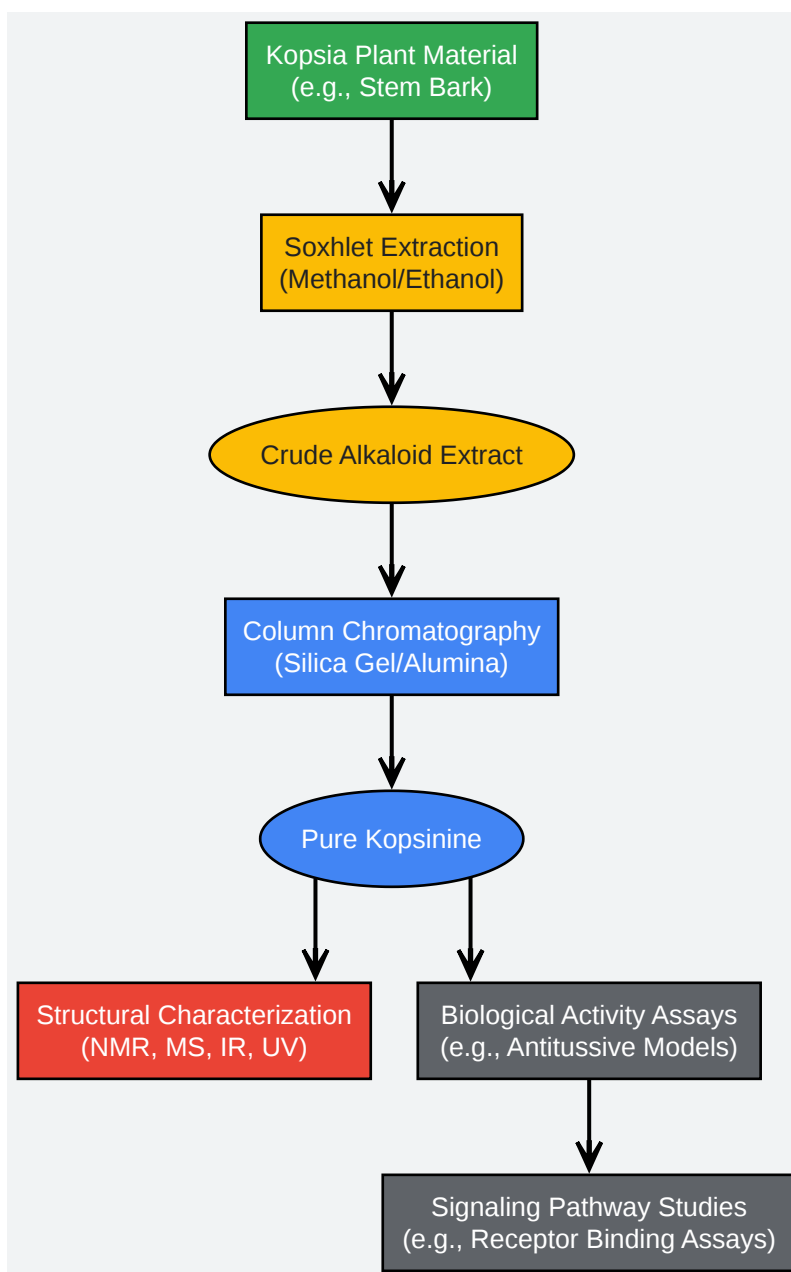 Kopsia Plant Material
(e.g., Stem Bark)
Soxhlet Extraction
(Methanol/Ethanol)
Crude Alkaloid Extract
Column Chromatography
(Silica Gel/Alumina)
Pure Kopsinine
Structural Characterization
(NMR, MS, IR, UV)
Biological Activity Assays
(e.g., Antitussive Models)
Signaling Pathway Studies
(e.g., Receptor Binding Assays)